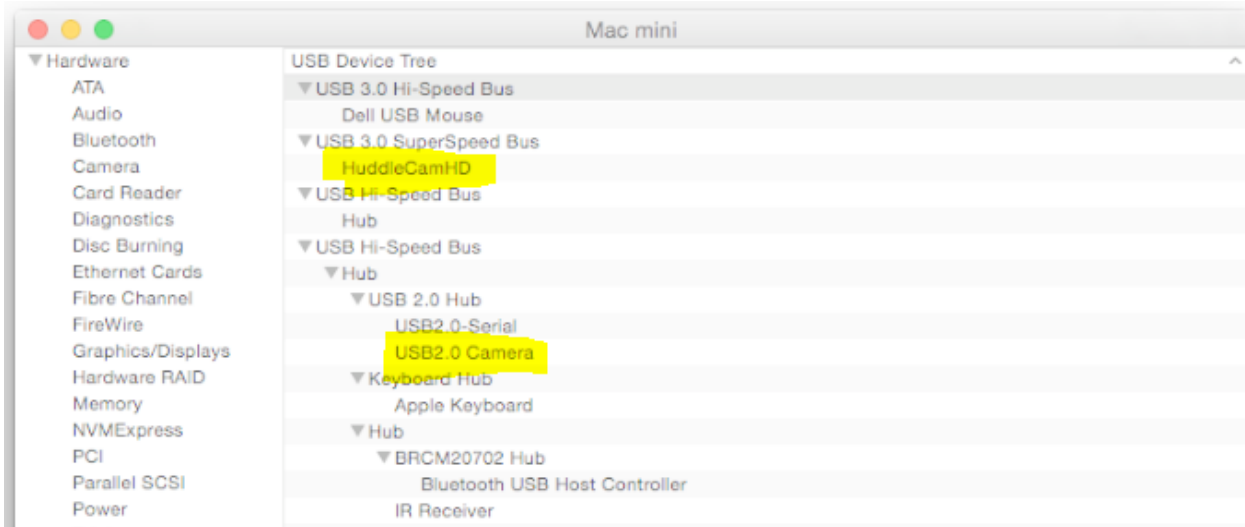 Mac mini
Hardware
ATA
Audio
Bluetooth
Camera
Card Reader
Diagnostics
Disc Burning
Ethernet Cards
Fibre Channel
FireWire
Graphics/Displays
Hardware RAID
Memory
NVMExpress
PCI
Parallel SCSI
Power
USB Device Tree
USB 3.0 Hi-Speed Bus
Dell USB Mouse
USB 3.0 SuperSpeed Bus
HuddleCamHD
USB Hi-Speed Bus
Hub
USB Hi-Speed Bus
Hub
USB 2.0 Hub
USB2.0-Serial
USB2.0 Camera
Keyboard Hub
Apple Keyboard
Hub
BRCM20702 Hub
Bluetooth USB Host Controller
IR Receiver